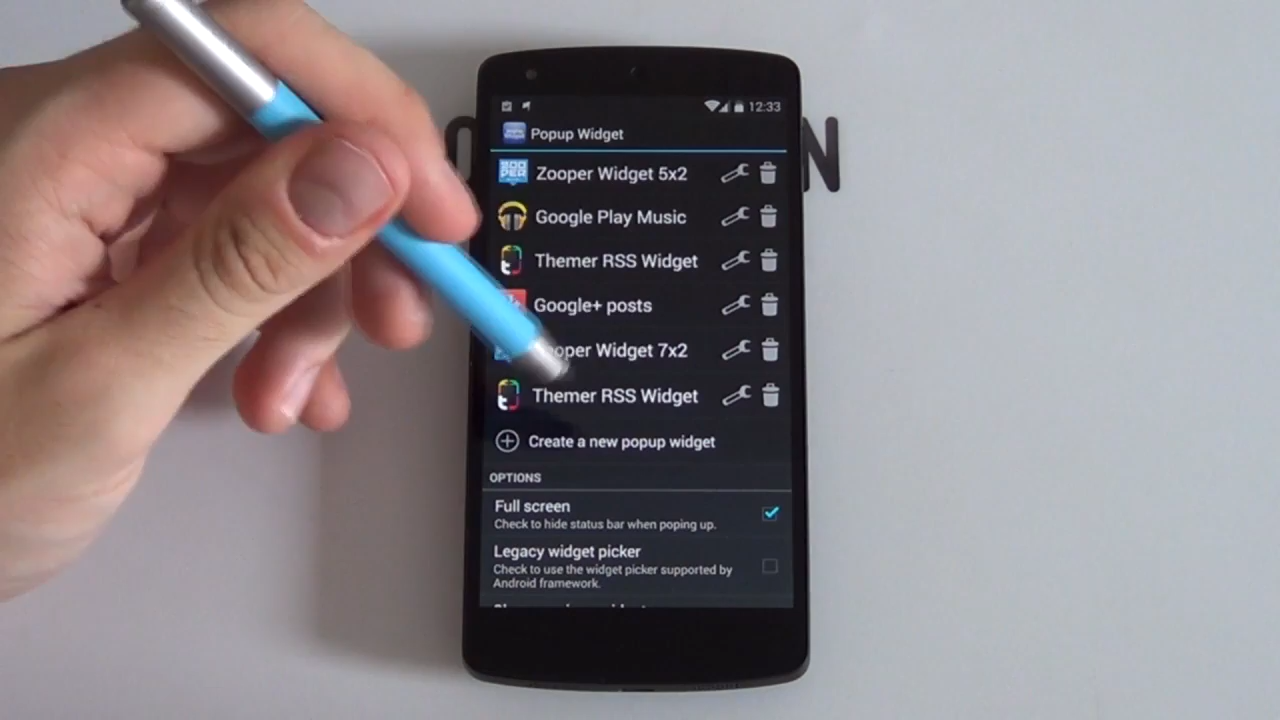 12:33
Popup Widget
Zooper Widget 5x2
Google Play Music
Themer RSS Widget
Google+ posts
Widget 7x2
Themer RSS Widget
Create a new popup widget
OPTIONS
Full screen
Check to hide status bar when poping up.
Legacy widget picker
Check to use the widget picker supported by
Android framework.
N